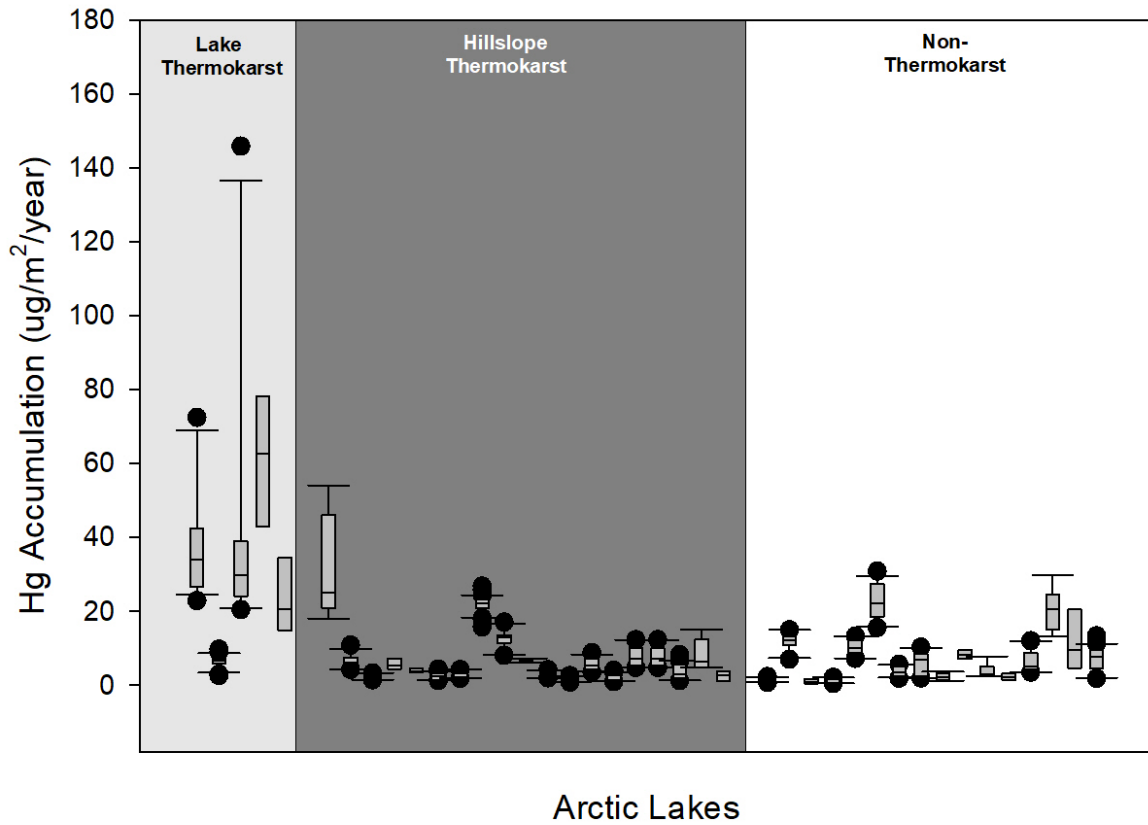 Lake
Thermokarst
Hillslope
Thermokarst
Non-
Thermokarst
180
160
140
120
100
80
60
40
20
0
Hg Accumulation (ug/m²/year)
Arctic Lakes